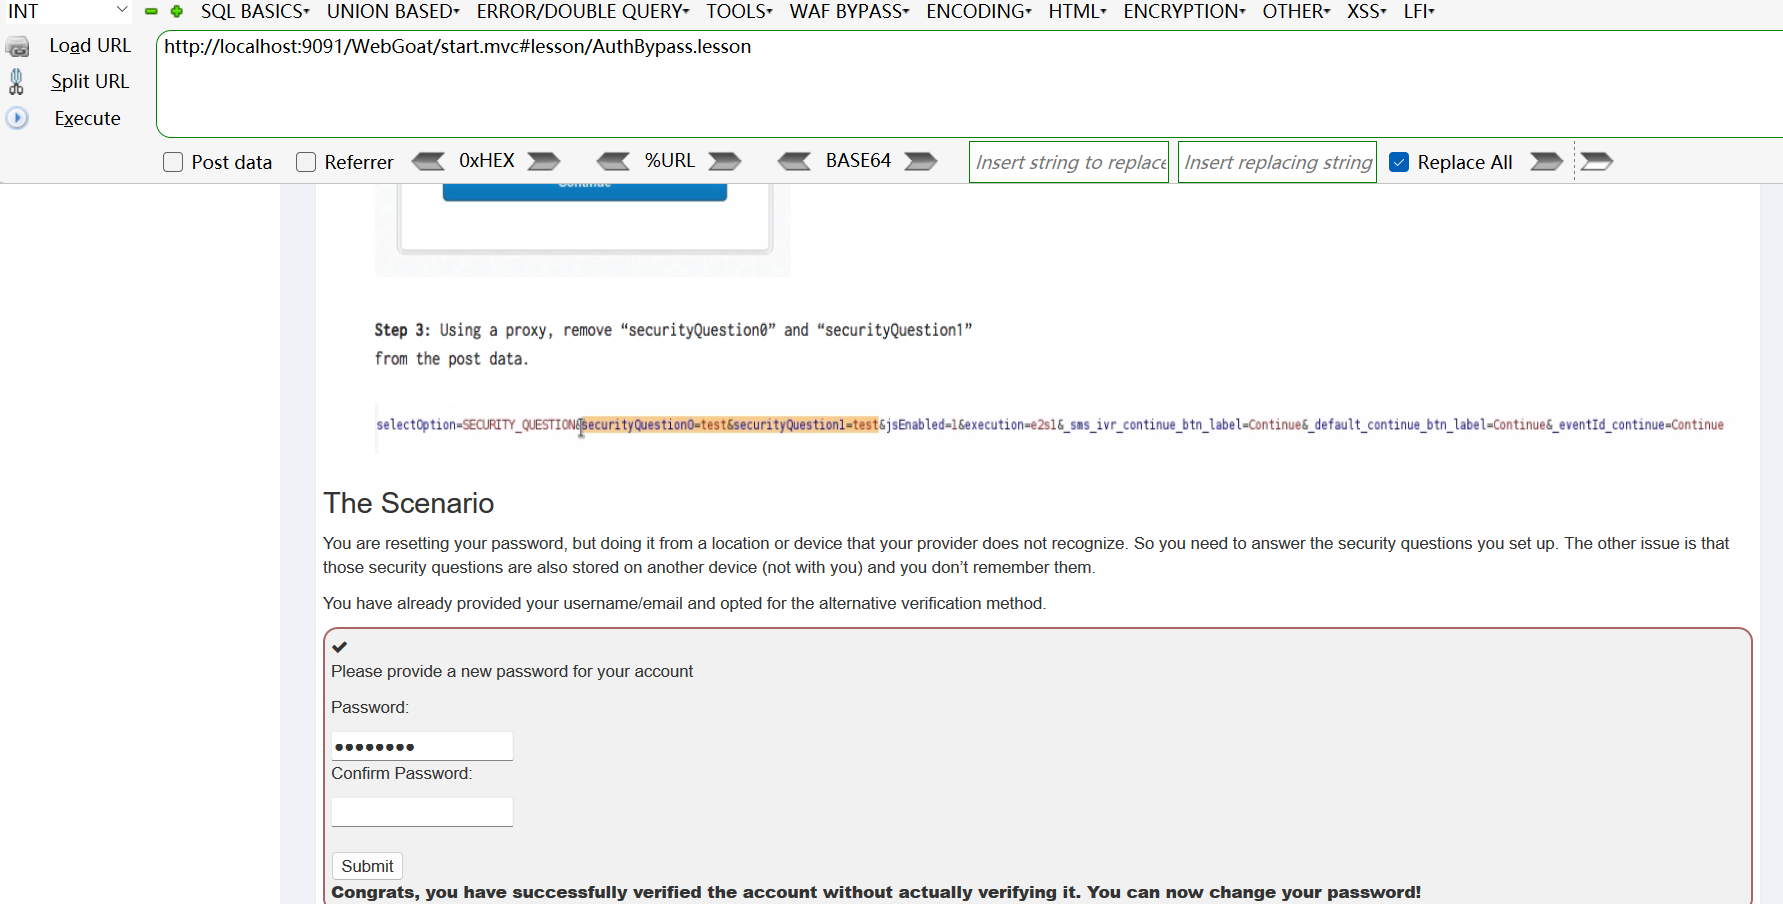 INT SQL BASICS UNION BASED ERROR/DOUBLE QUERY TOOLS WAF BYPASS ENCODING HTML ENCRYPTION OTHER XSS LFI
Load URL http://localhost:9091/WebGoat/start.mvc#lesson/AuthBypass.lesson
Split URL
Execute
Post data Referrer 0xHEX %URL BASE64 Insert string to replace Insert replacing string Replace All
Continue
Step 3: Using a proxy, remove “securityQuestion0” and “securityQuestion1”
from the post data.
selectOption=SECURITY_QUESTION&securityQuestion0=test&securityQuestion1=test&jsEnabled=1&execution=e2s1&_sms_ivr_continue_btn_label=Continue&_default_continue_btn_label=Continue&_eventId_continue=Continue
The Scenario
You are resetting your password, but doing it from a location or device that your provider does not recognize. So you need to answer the security questions you set up. The other issue is that
those security questions are also stored on another device (not with you) and you don’t remember them.
You have already provided your username/email and opted for the alternative verification method.
Please provide a new password for your account
Password:
••••••••
Confirm Password:
Submit
Congrats, you have successfully verified the account without actually verifying it. You can now change your password!